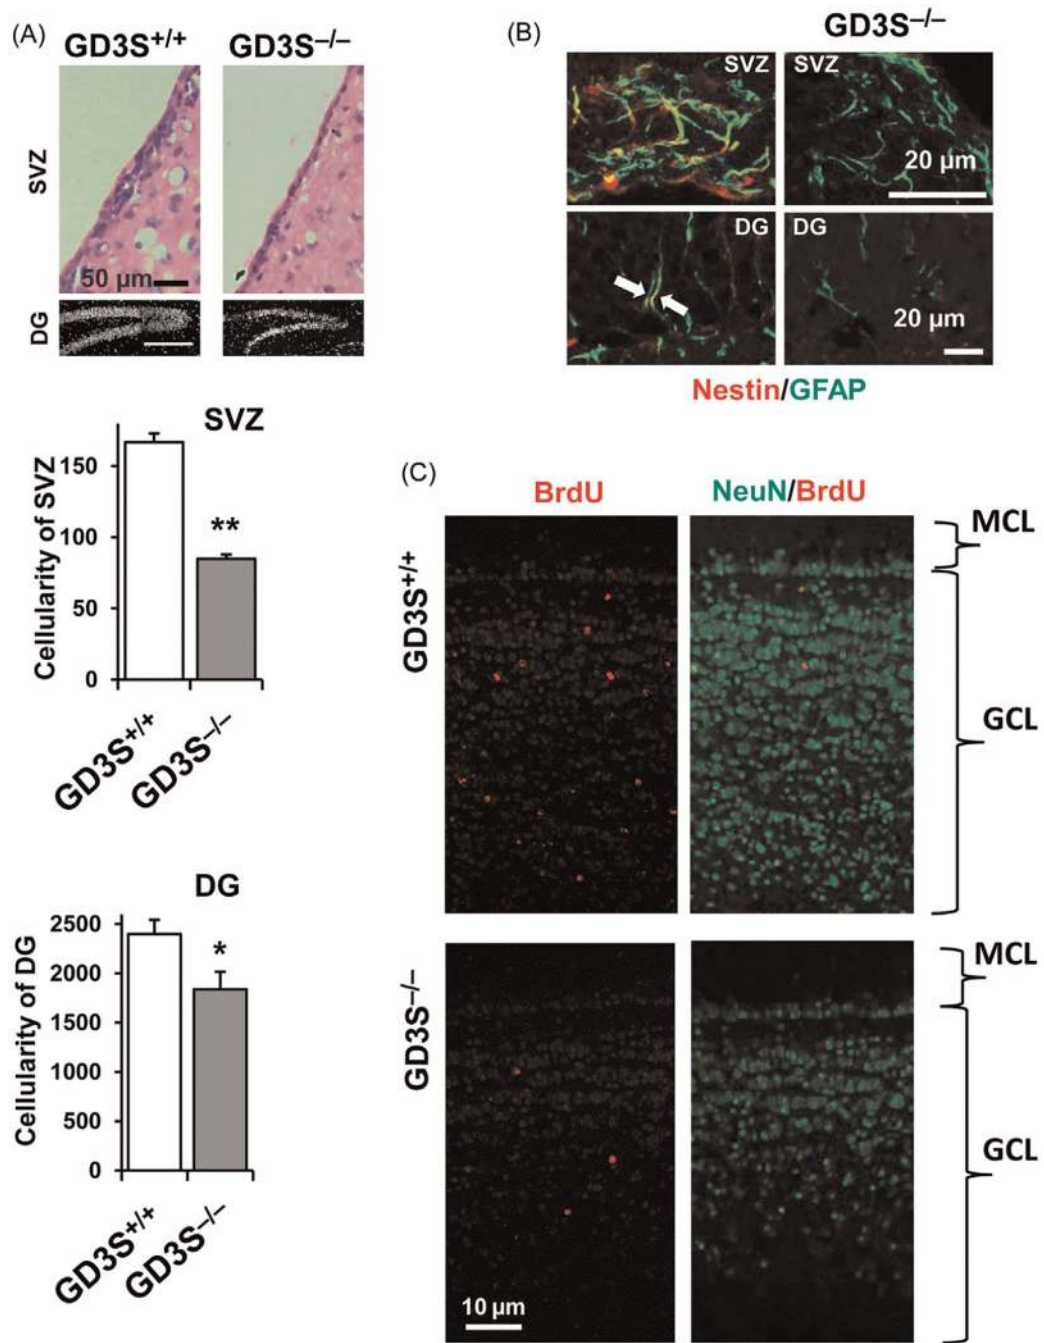 (A)
GD3S+/+ GD3S–/–
SVZ
50 µm
DG
SVZ
Cellularity of SVZ
150
100
50
0
**
GD3S+/+
GD3S–/–
DG
Cellularity of DG
2500
2000
1500
1000
500
0
*
GD3S+/+
GD3S–/–
(B)
GD3S–/–
SVZ
SVZ
20 µm
DG
DG
20 µm
Nestin/GFAP
(C)
BrdU
NeuN/BrdU
GD3S+/+
MCL
GCL
GD3S–/–
MCL
GCL
10 µm